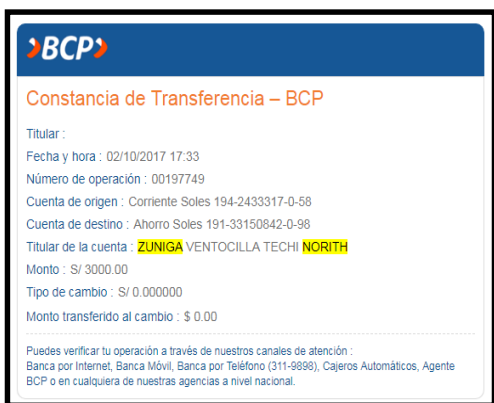 BCP
Constancia de Transferencia – BCP
Titular :
Fecha y hora : 02/10/2017 17:33
Número de operación : 00197749
Cuenta de origen : Corriente Soles 194-2433317-0-58
Cuenta de destino : Ahorro Soles 191-33150842-0-98
Titular de la cuenta : ZUNIGA VENTOCILLA TECHI NORITH
Monto : S/ 3000.00
Tipo de cambio : S/ 0.000000
Monto transferido al cambio : $ 0.00
Puedes verificar tu operación a través de nuestros canales de atención :
Banca por Internet, Banca Móvil, Banca por Teléfono (311-9898), Cajeros Automáticos, Agente
BCP o en cualquiera de nuestras agencias a nivel nacional.